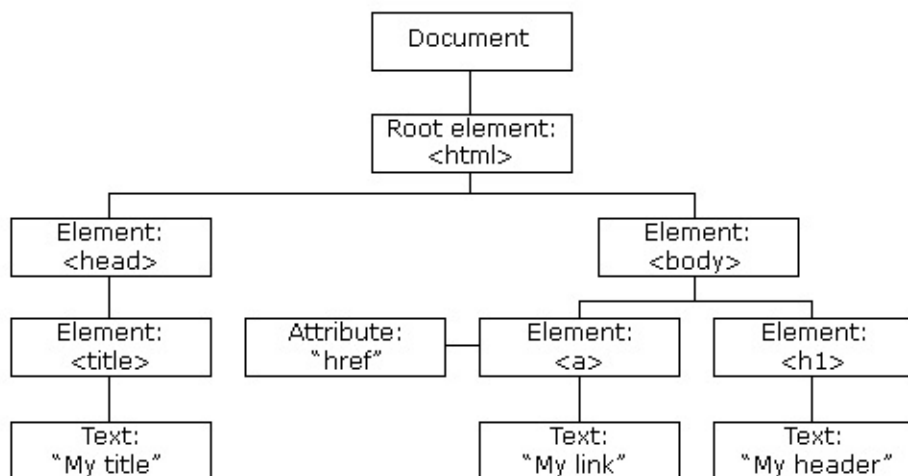 Document
Root element:
<html>
Element:
<head>
Element:
<body>
Element:
<title>
Attribute:
“href”
Element:
<a>
Element:
<h1>
Text:
“My title”
Text:
“My link”
Text:
“My header”